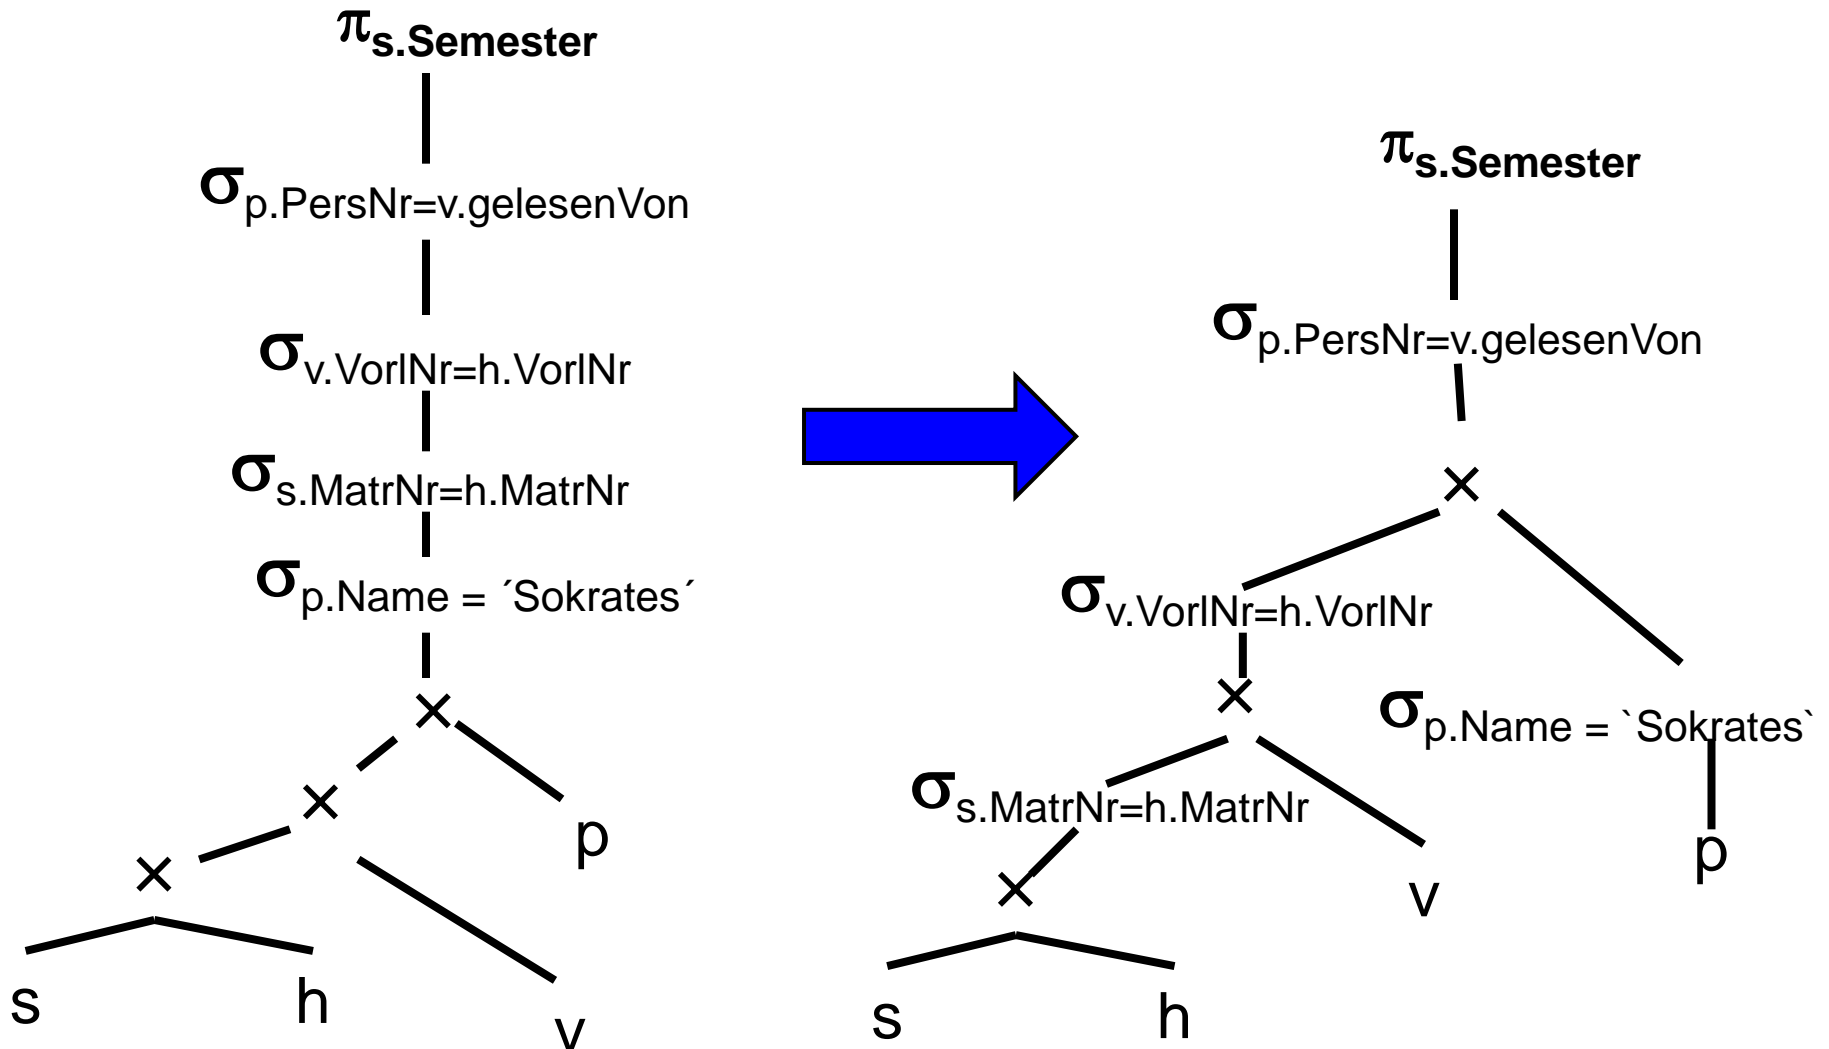 πs.Semester
σp.PersNr=v.gelesenVon
σv.VorlNr=h.VorlNr
σs.MatrNr=h.MatrNr
σp.Name = ´Sokrates´
×
×
p
×
s
h
v
πs.Semester
σp.PersNr=v.gelesenVon
×
σv.VorlNr=h.VorlNr
×
σp.Name = `Sokrates`
σs.MatrNr=h.MatrNr
p
v
×
s
h